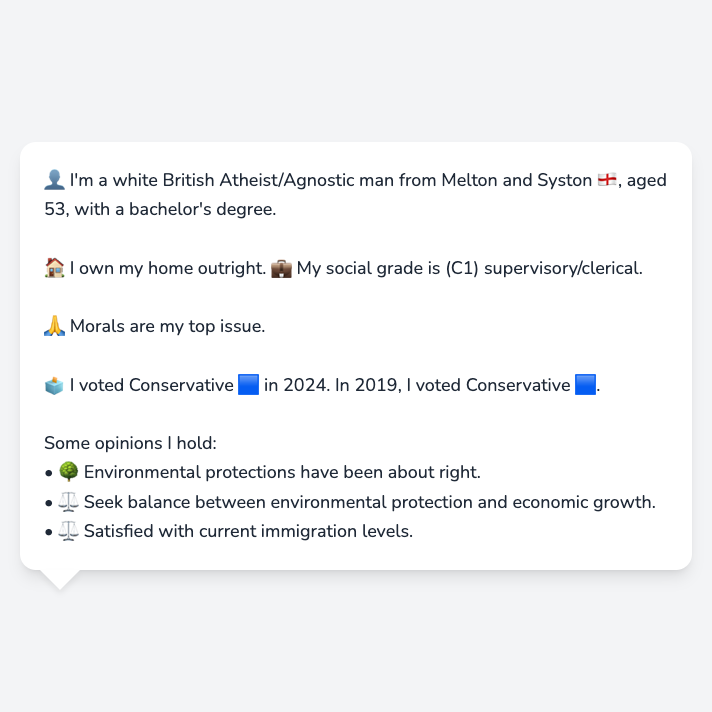 👤 I'm a white British Atheist/Agnostic man from Melton and Syston 🏴󠁧󠁢󠁥󠁮󠁧󠁿, aged
53, with a bachelor's degree.
🏠 I own my home outright. 💼 My social grade is (C1) supervisory/clerical.
🙏 Morals are my top issue.
🗳️ I voted Conservative 🟦 in 2024. In 2019, I voted Conservative 🟦.
Some opinions I hold:
• 🌳 Environmental protections have been about right.
• ⚖️ Seek balance between environmental protection and economic growth.
• ⚖️ Satisfied with current immigration levels.